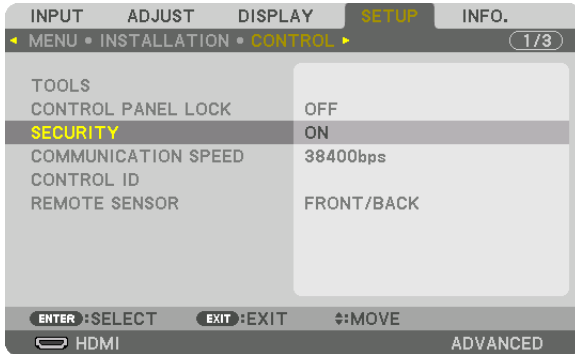 INPUT ADJUST DISPLAY SETUP INFO.
◂ MENU • INSTALLATION • CONTROL ▸ 1/3
TOOLS
CONTROL PANEL LOCK OFF
SECURITY ON
COMMUNICATION SPEED 38400bps
CONTROL ID
REMOTE SENSOR FRONT/BACK
ENTER :SELECT EXIT :EXIT ♦:MOVE
HDMI ADVANCED